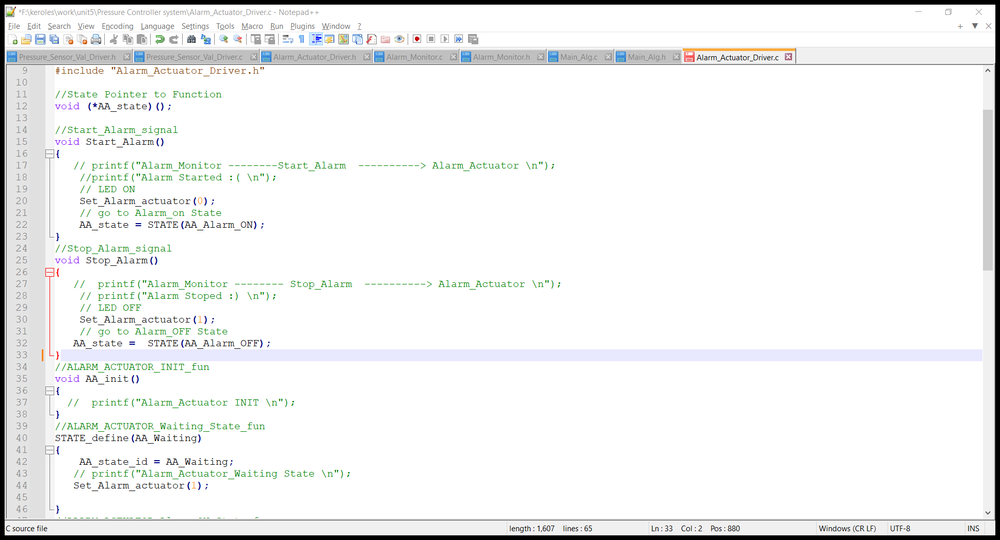 *F:\keroles\work\unit5\Pressure Controller system\Alarm_Actuator_Driver.c - Notepad++
File Edit Search View Encoding Language Settings Tools Macro Run Plugins Window ?
Pressure_Sensor_Val_Driver.h Pressure_Sensor_Val_Driver.c Alarm_Actuator_Driver.h Alarm_Monitor.c Alarm_Monitor.h Main_Alg.c Main_Alg.h Alarm_Actuator_Driver.c
9 #include "Alarm_Actuator_Driver.h"
10
11 //State Pointer to Function
12 void (*AA_state)();
13
14 //Start_Alarm_signal
15 void Start_Alarm()
16 {
17 // printf("Alarm_Monitor --------Start_Alarm  ----------> Alarm_Actuator \n");
18 //printf("Alarm Started :( \n");
19 // LED ON
20 Set_Alarm_actuator(0);
21 // go to Alarm_on State
22 AA_state = STATE(AA_Alarm_ON);
23 }
24 //Stop_Alarm_signal
25 void Stop_Alarm()
26 {
27 //  printf("Alarm_Monitor -------- Stop_Alarm  ----------> Alarm_Actuator \n");
28 // printf("Alarm Stoped :) \n");
29 // LED OFF
30 Set_Alarm_actuator(1);
31 // go to Alarm_OFF State
32 AA_state =  STATE(AA_Alarm_OFF);
33 }
34 //ALARM_ACTUATOR_INIT_fun
35 void AA_init()
36 {
37 //  printf("Alarm_Actuator INIT \n");
38 }
39 //ALARM_ACTUATOR_Waiting_State_fun
40 STATE_define(AA_Waiting)
41 {
42 AA_state_id = AA_Waiting;
43 // printf("Alarm_Actuator_Waiting State \n");
44 Set_Alarm_actuator(1);
45
46 }
C source file length : 1,607 lines : 65 Ln : 33 Col : 2 Pos : 880 Windows (CR LF) UTF-8 INS